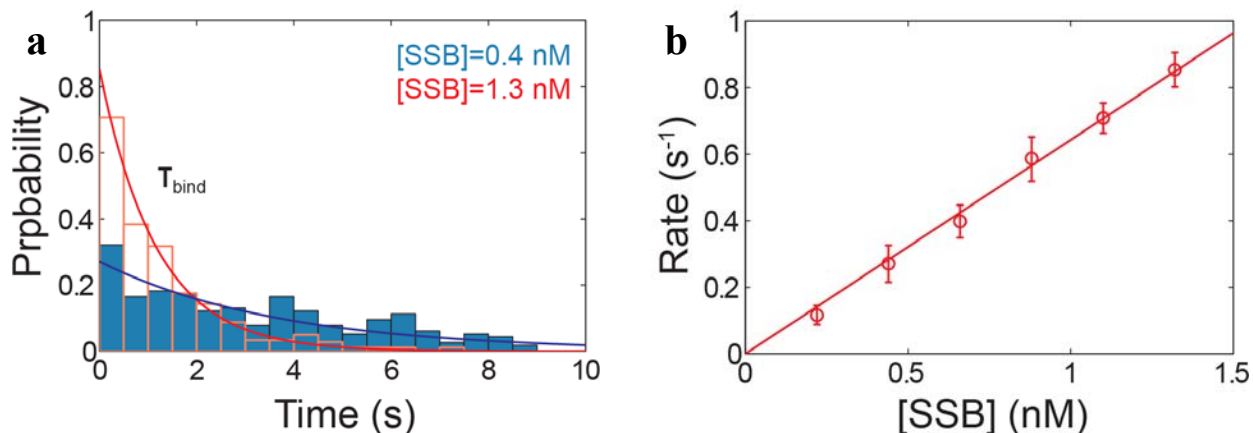 a
1
0.8
0.6
0.4
0.2
0
Prpbability
[SSB]=0.4 nM
[SSB]=1.3 nM
Tbind
0 2 4 6 8 10
Time (s)
b
1
0.8
0.6
0.4
0.2
0
Rate (s⁻¹)
0 0.5 1 1.5
[SSB] (nM)